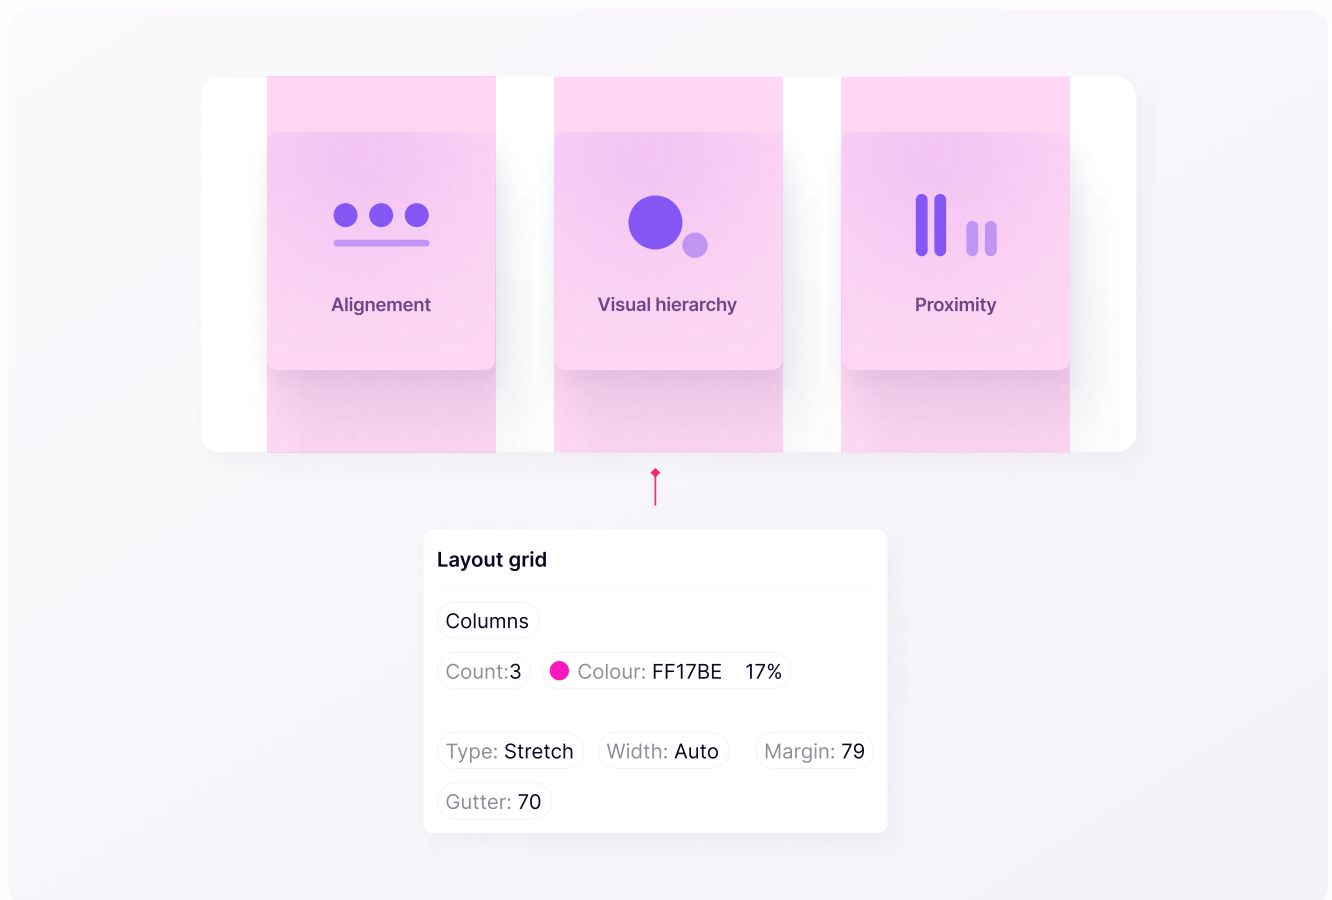 Alignement
Visual hierarchy
Proximity
Layout grid
Columns
Count:3
Colour: FF17BE 17%
Type: Stretch
Width: Auto
Margin: 79
Gutter: 70